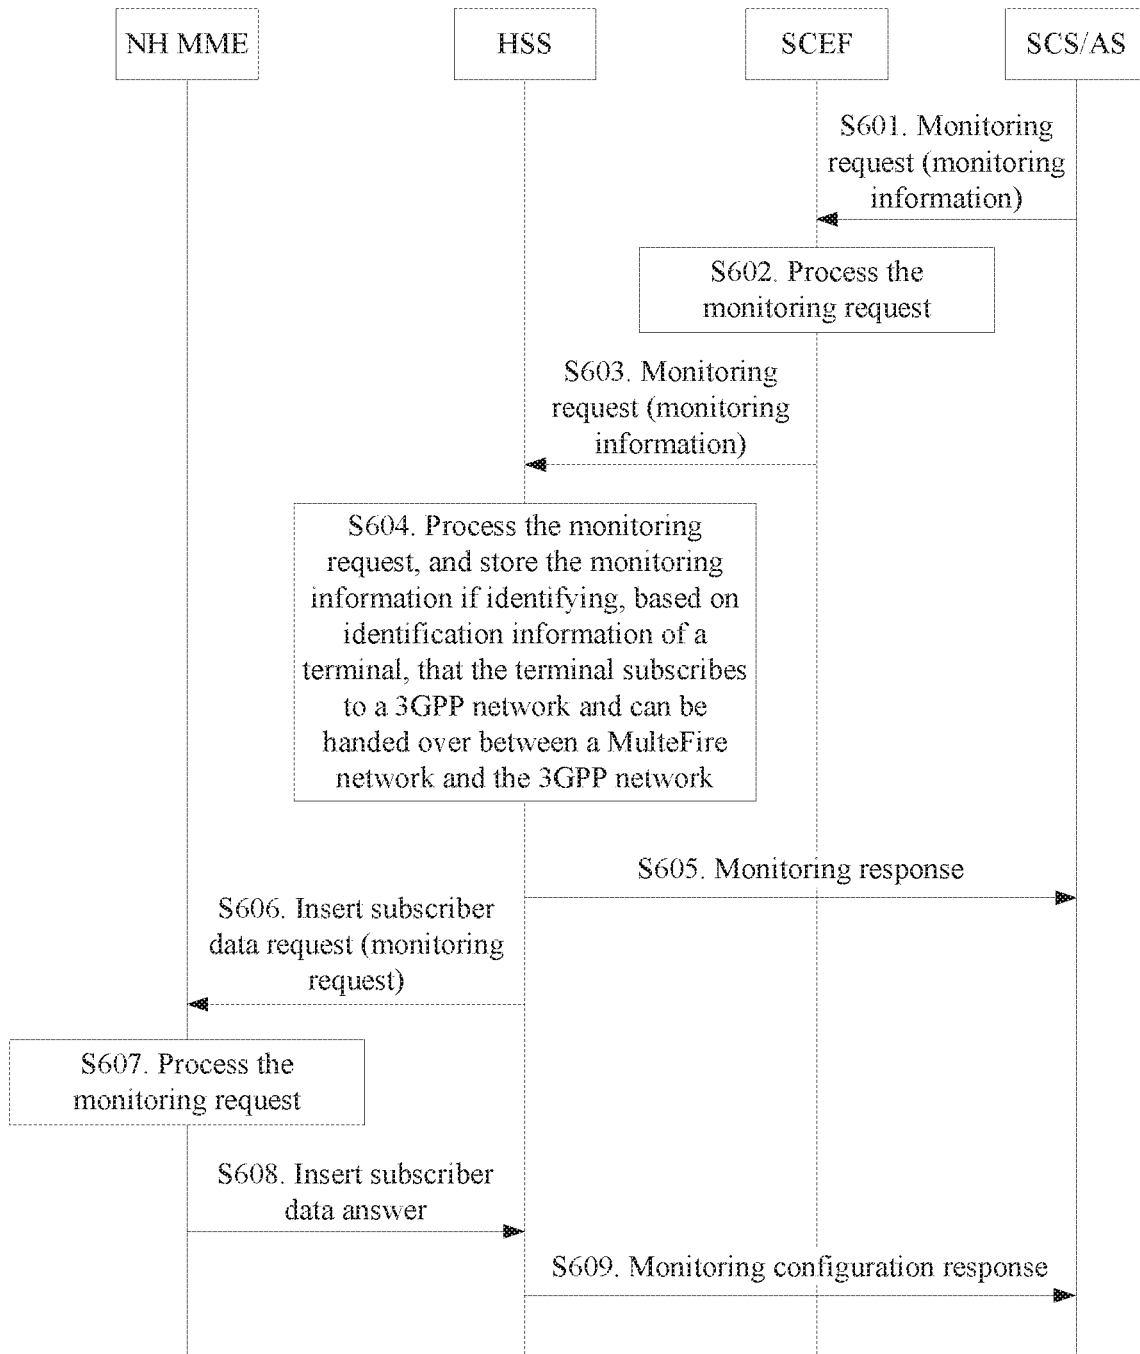 NH MME
HSS
SCEF
SCS/AS
S601. Monitoring
request (monitoring
information)
S602. Process the
monitoring request
S603. Monitoring
request (monitoring
information)
S604. Process the monitoring
request, and store the monitoring
information if identifying, based on
identification information of a
terminal, that the terminal subscribes
to a 3GPP network and can be
handed over between a MulteFire
network and the 3GPP network
S605. Monitoring response
S606. Insert subscriber
data request (monitoring
request)
S607. Process the
monitoring request
S608. Insert subscriber
data answer
S609. Monitoring configuration response